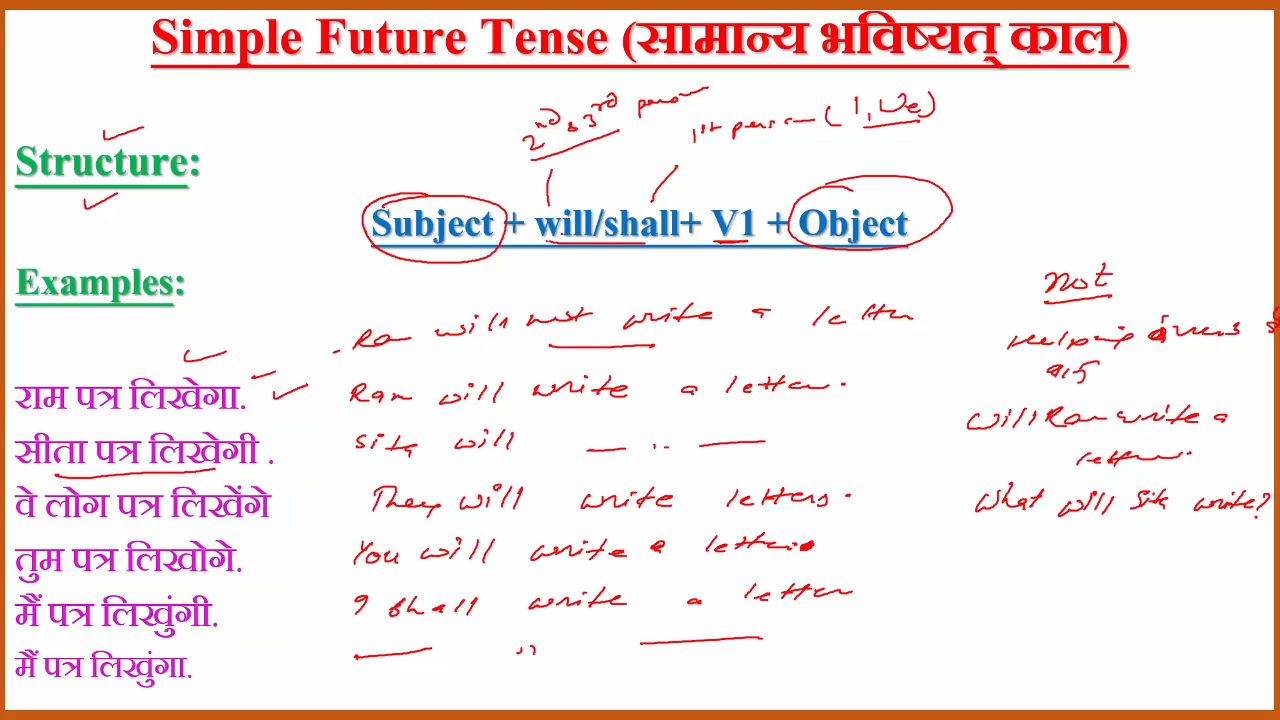 Simple Future Tense (सामान्य भविष्यत् काल)
2nd & 3rd person
1st person (I, We)
Structure:
Subject + will/shall+ V1 + Object
Examples:
not
Ram will not write a letter
Helping
राम पत्र लिखेगा.
Ram will write a letter.
Will Ram write a
letter.
सीता पत्र लिखेगी .
Sita will
वे लोग पत्र लिखेंगे
They will write letters.
What will Sita write?
तुम पत्र लिखोगे.
You will write a letter.
मैं पत्र लिखुंगी.
I shall write a letter
मैं पत्र लिखुंगा.